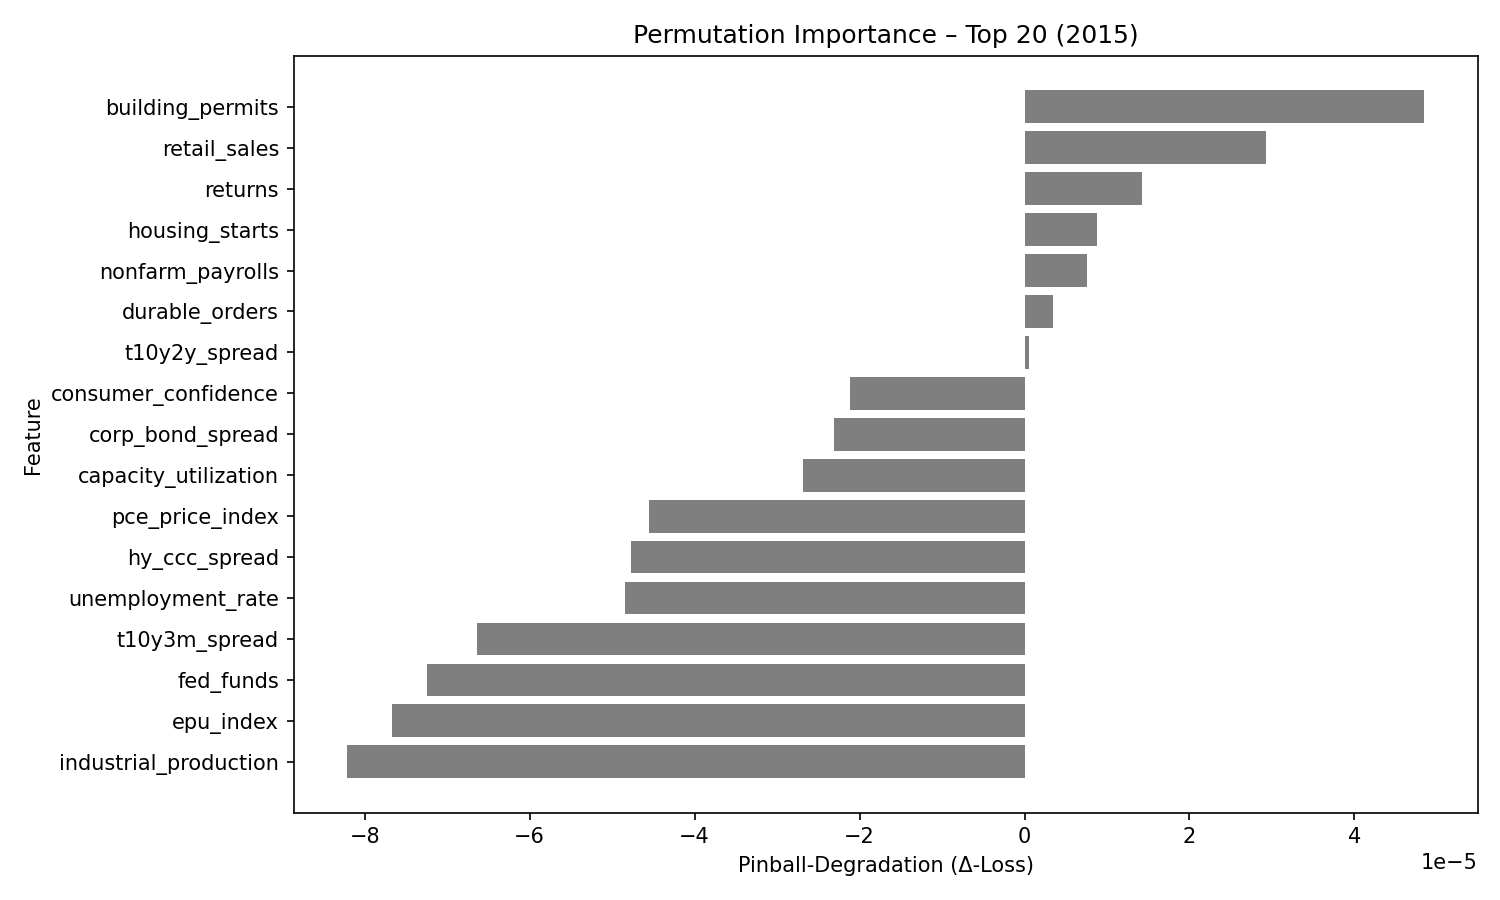 Permutation Importance – Top 20 (2015)
Feature
building_permits
retail_sales
returns
housing_starts
nonfarm_payrolls
durable_orders
t10y2y_spread
consumer_confidence
corp_bond_spread
capacity_utilization
pce_price_index
hy_ccc_spread
unemployment_rate
t10y3m_spread
fed_funds
epu_index
industrial_production
−8 −6 −4 −2 0 2 4
1e−5
Pinball-Degradation (Δ-Loss)